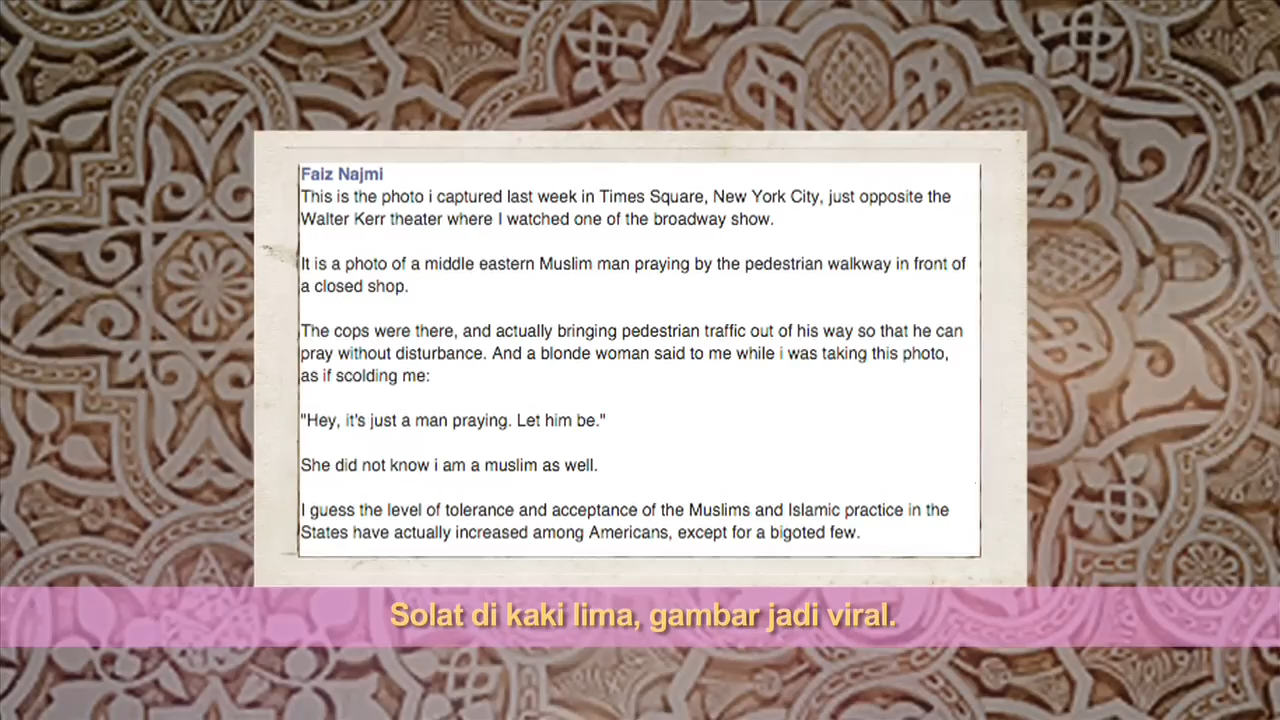 Faiz Najmi
This is the photo i captured last week in Times Square, New York City, just opposite the
Walter Kerr theater where I watched one of the broadway show.
It is a photo of a middle eastern Muslim man praying by the pedestrian walkway in front of
a closed shop.
The cops were there, and actually bringing pedestrian traffic out of his way so that he can
pray without disturbance. And a blonde woman said to me while i was taking this photo,
as if scolding me:
"Hey, it's just a man praying. Let him be."
She did not know i am a muslim as well.
I guess the level of tolerance and acceptance of the Muslims and Islamic practice in the
States have actually increased among Americans, except for a bigoted few.
Solat di kaki lima, gambar jadi viral.